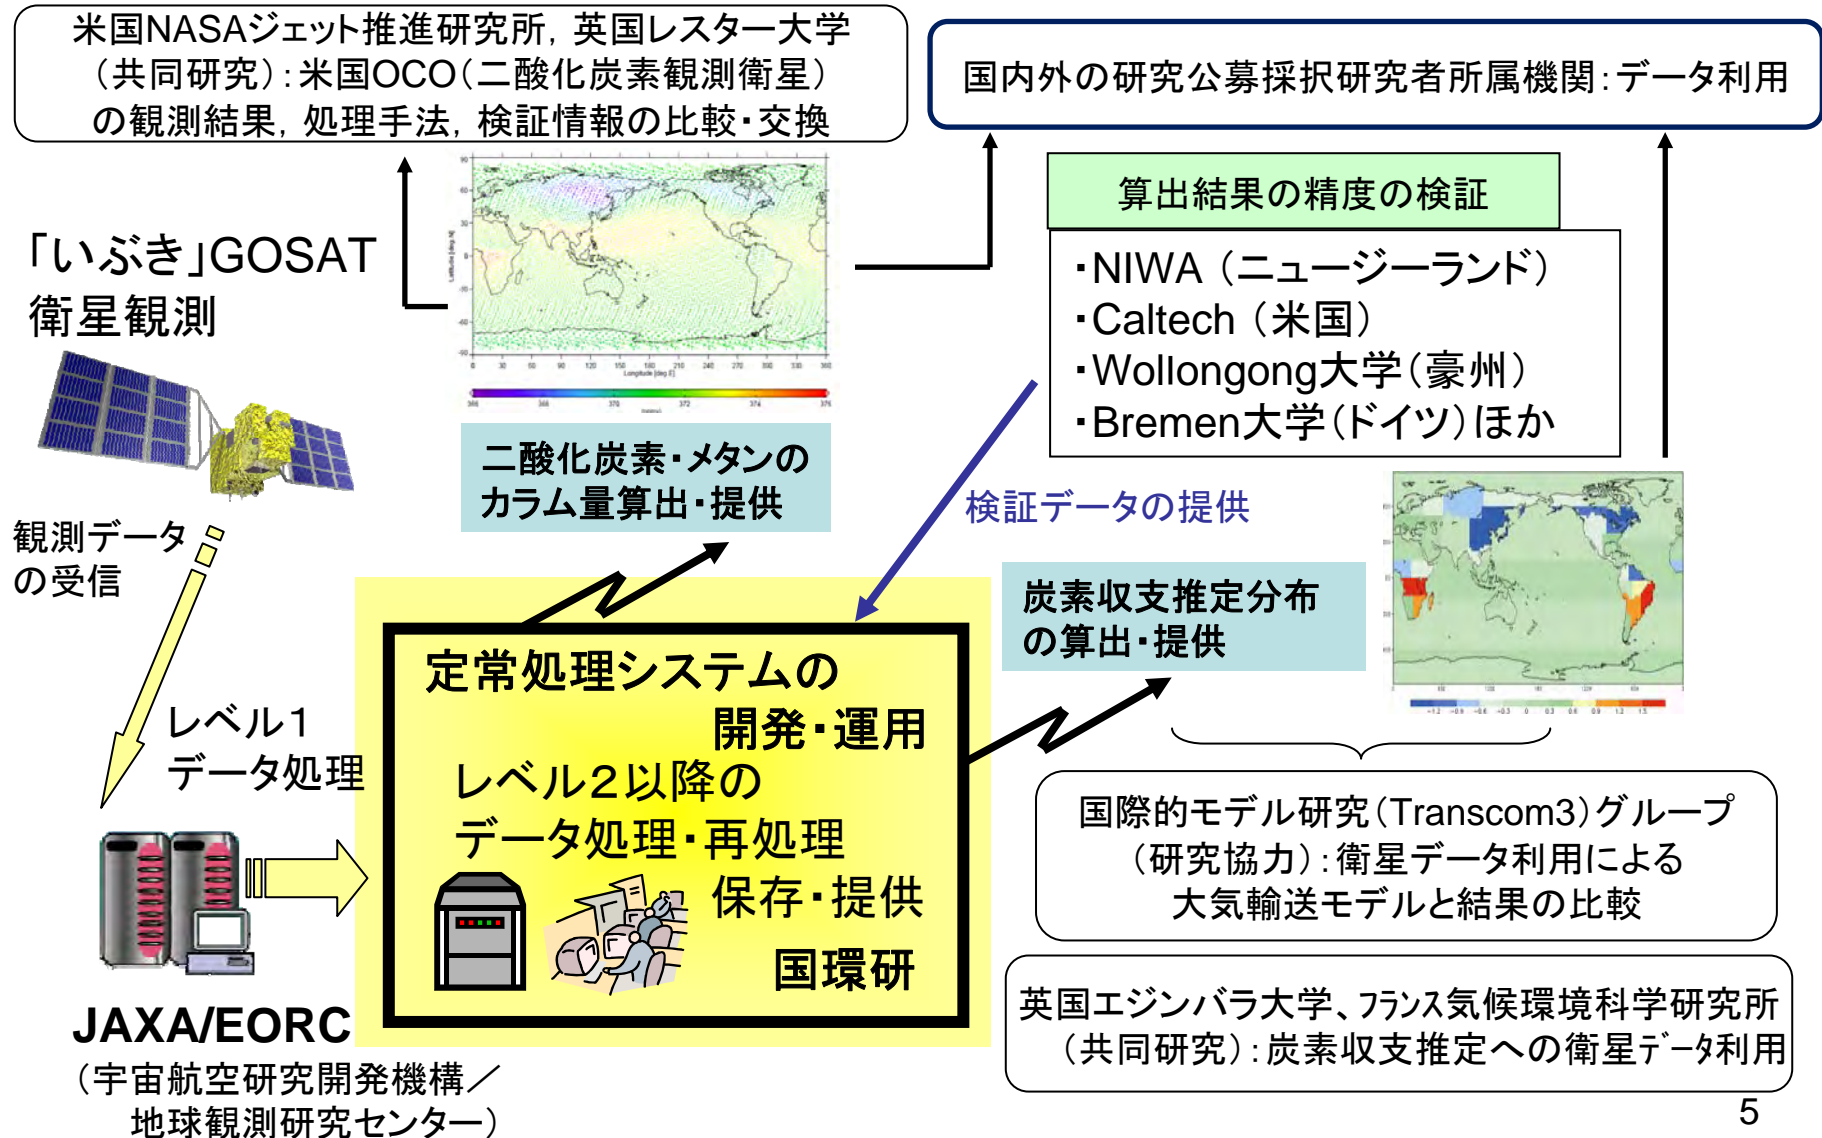 米国NASAジェット推進研究所，英国レスター大学
（共同研究）：米国OCO（二酸化炭素観測衛星）
の観測結果，処理手法，検証情報の比較・交換
国内外の研究公募採択研究者所属機関：データ利用
算出結果の精度の検証
・NIWA （ニュージーランド）
・Caltech （米国）
・Wollongong大学（豪州）
・Bremen大学（ドイツ）ほか
「いぶき」GOSAT
衛星観測
二酸化炭素・メタンの
カラム量算出・提供
検証データの提供
観測データ
の受信
炭素収支推定分布
の算出・提供
定常処理システムの
開発・運用
レベル１
データ処理
レベル２以降の
データ処理・再処理
保存・提供
国環研
国際的モデル研究（Transcom3）グループ
（研究協力）：衛星データ利用による
大気輸送モデルと結果の比較
JAXA/EORC
（宇宙航空研究開発機構／
地球観測研究センター）
英国エジンバラ大学、フランス気候環境科学研究所
（共同研究）：炭素収支推定への衛星データ利用
5